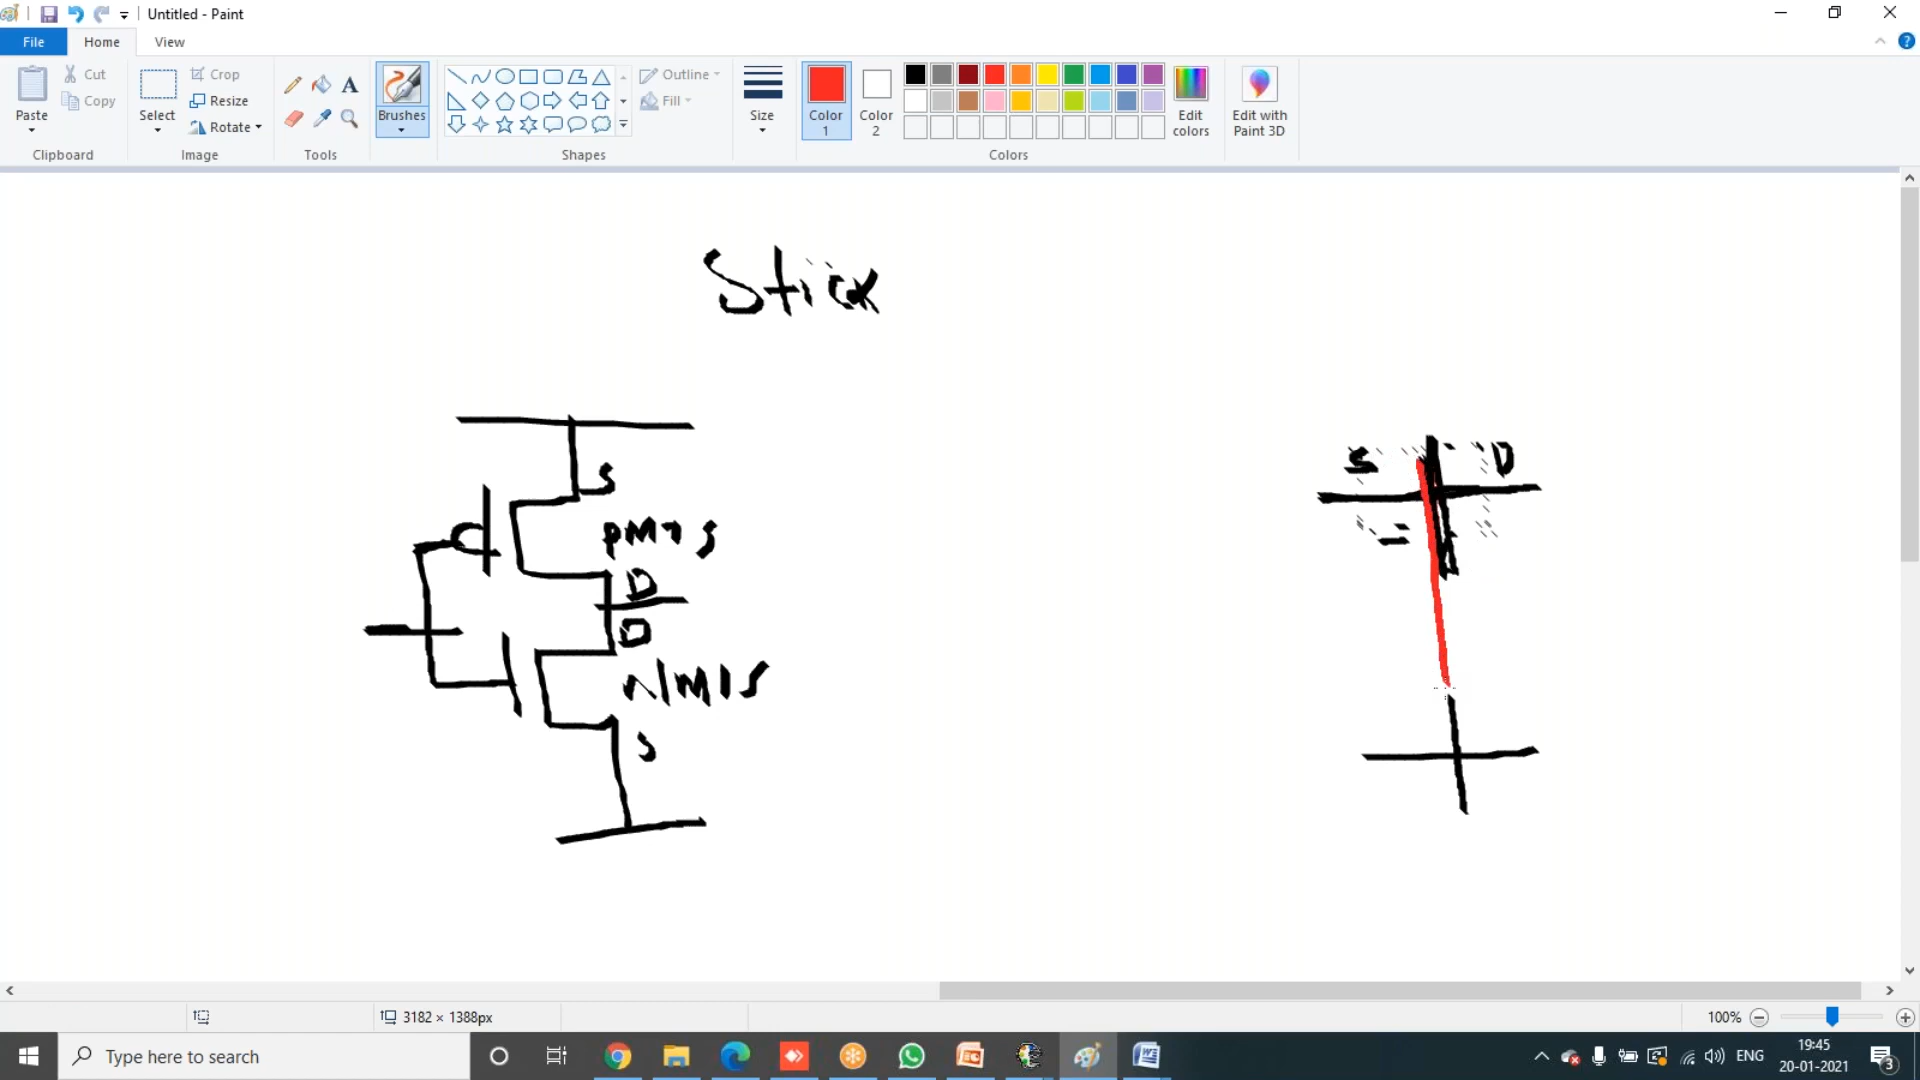 Untitled - Paint
File Home View
Paste
Cut
Copy
Clipboard
Select
Crop
Resize
Rotate
Image
Tools
Brushes
Shapes
Outline
Fill
Size
Color 1
Color 2
Colors
Edit colors
Edit with Paint 3D
Stick
S
D
S
PMOS
D
D
NMOS
S
3182 × 1388px
100%
Type here to search
ENG
19:45
20-01-2021
3